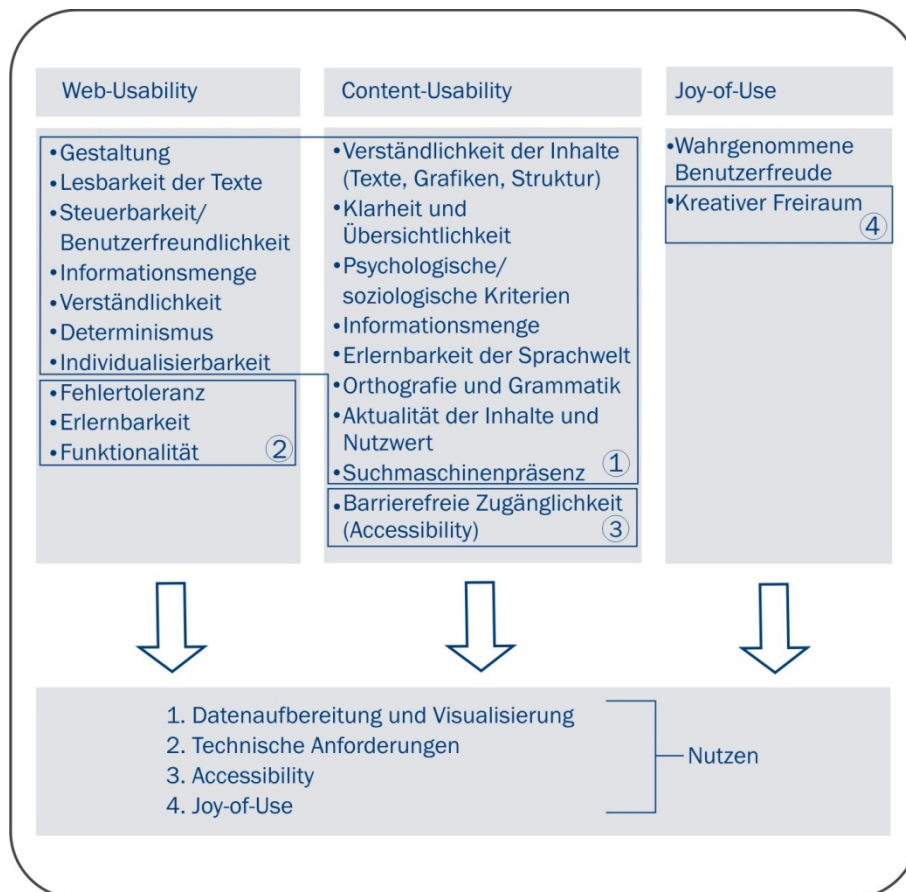 Web-Usability
• Gestaltung
• Lesbarkeit der Texte
• Steuerbarkeit/
Benutzerfreundlichkeit
• Informationsmenge
• Verständlichkeit
• Determinismus
• Individualisierbarkeit
• Fehlertoleranz
• Erlernbarkeit
• Funktionalität
②
Content-Usability
• Verständlichkeit der Inhalte
(Texte, Grafiken, Struktur)
• Klarheit und
Übersichtlichkeit
• Psychologische/
soziologische Kriterien
• Informationsmenge
• Erlernbarkeit der Sprachwelt
• Orthografie und Grammatik
• Aktualität der Inhalte und
Nutzwert
• Suchmaschinenpräsenz ①
• Barrierefreie Zugänglichkeit
(Accessibility) ③
Joy-of-Use
• Wahrgenommene
Benutzerfreude
• Kreativer Freiraum
④
1. Datenaufbereitung und Visualisierung
2. Technische Anforderungen
3. Accessibility
4. Joy-of-Use
Nutzen